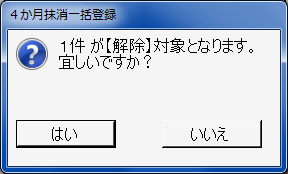 ４か月抹消一括登録
１件 が【解除】対象となります。
宜しいですか？
はい
いいえ